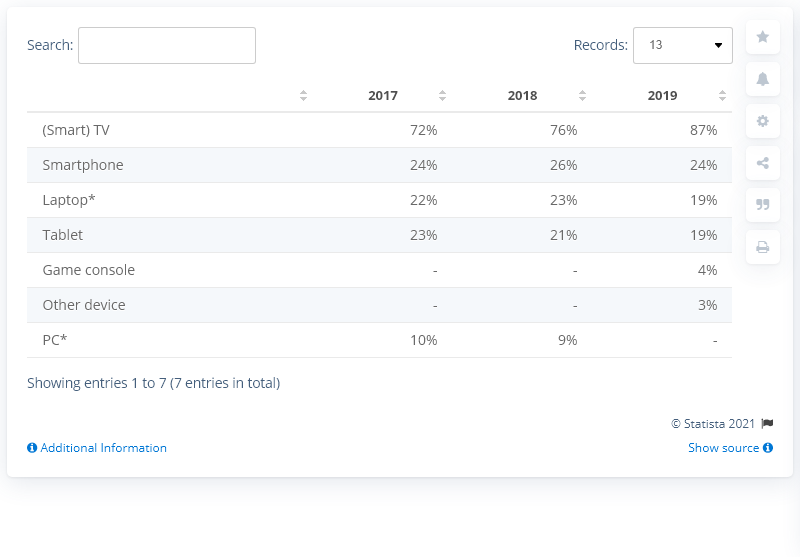 Search:
Records: 13
2017 2018 2019
(Smart) TV 72% 76% 87%
Smartphone 24% 26% 24%
Laptop* 22% 23% 19%
Tablet 23% 21% 19%
Game console - - 4%
Other device - - 3%
PC* 10% 9% -
Showing entries 1 to 7 (7 entries in total)
© Statista 2021
Additional Information
Show source